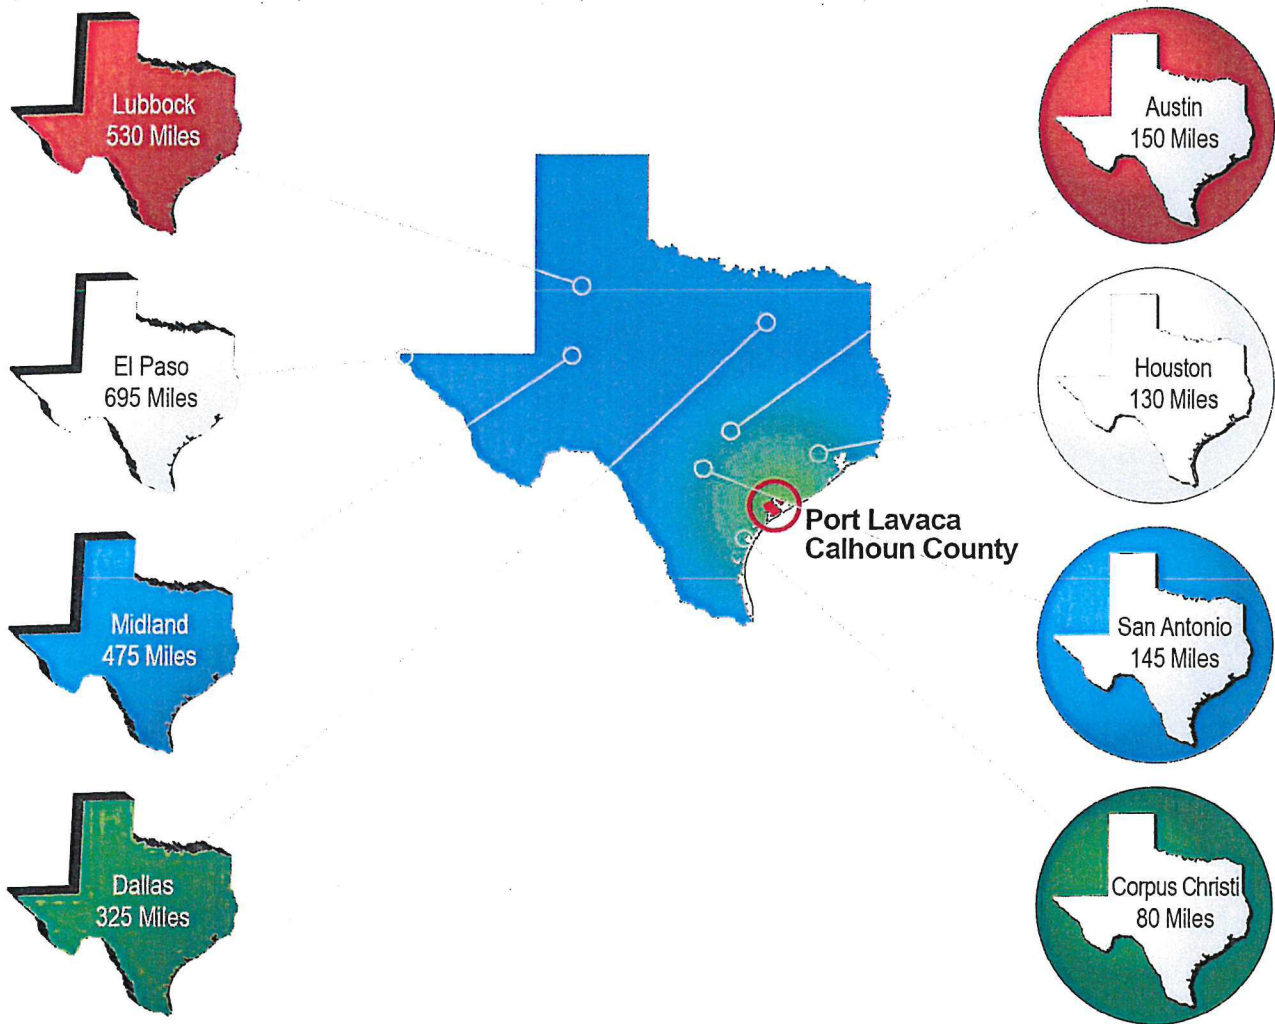 Lubbock
530 Miles
El Paso
695 Miles
Midland
475 Miles
Dallas
325 Miles
Port Lavaca
Calhoun County
Austin
150 Miles
Houston
130 Miles
San Antonio
145 Miles
Corpus Christi
80 Miles